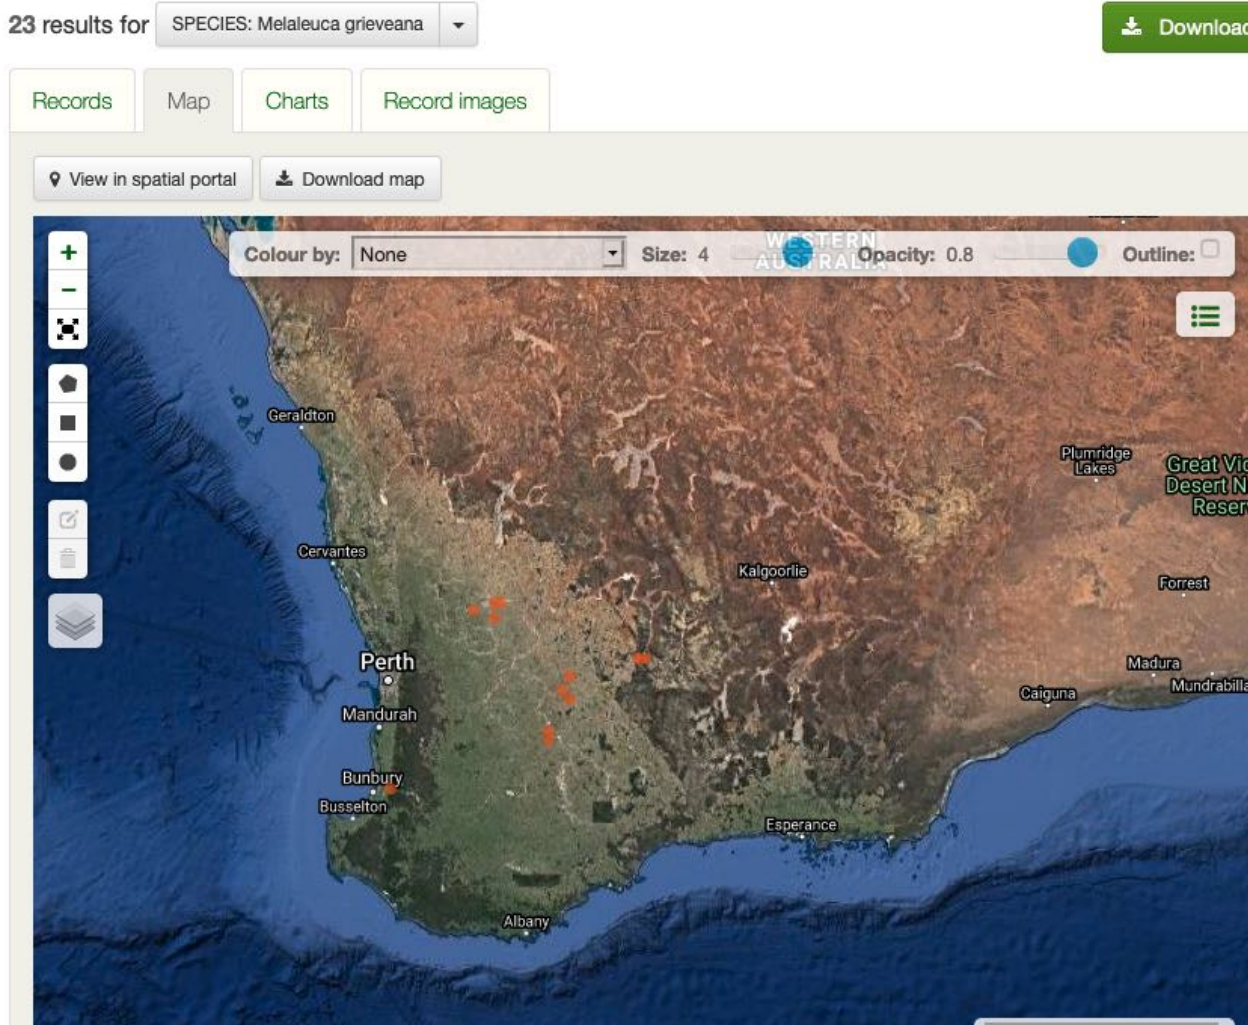 23 results for SPECIES: Melaleuca grieveana
Download
Records Map Charts Record images
View in spatial portal Download map
Colour by: None Size: 4 Opacity: 0.8 Outline:
WESTERN
AUSTRALIA
Geraldton
Plumridge
Lakes
Great Vic
Desert N
Reser
Cervantes
Kalgoorlie
Forrest
Perth
Madura
Mundrabilla
Caiguna
Mandurah
Bunbury
Busselton
Esperance
Albany